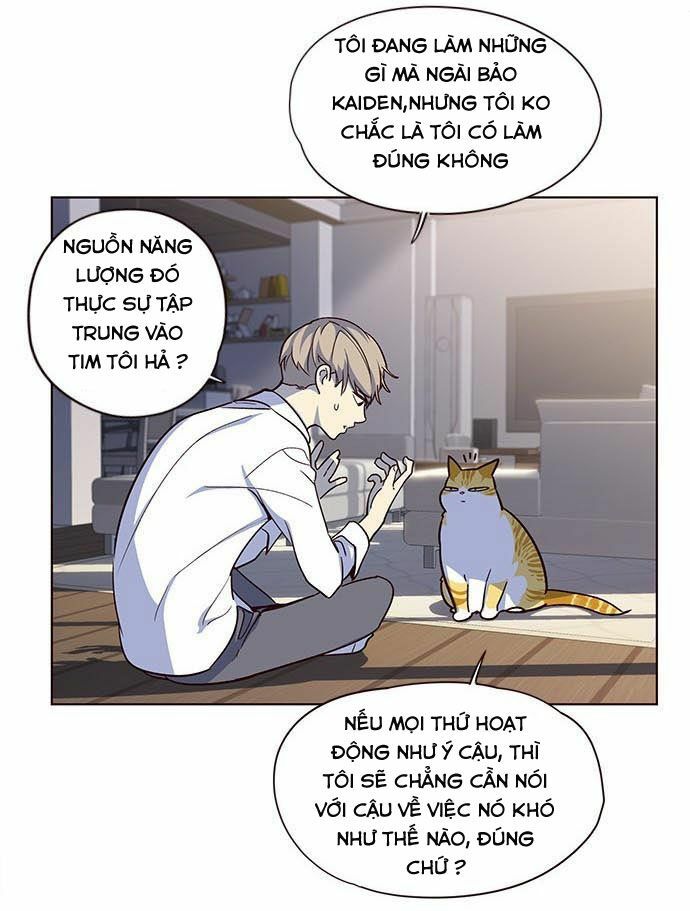 TÔI ĐANG LÀM NHỮNG
GÌ MÀ NGÀI BẢO
KAIDEN,NHƯNG TÔI KO
CHẮC LÀ TÔI CÓ LÀM
ĐÚNG KHÔNG
NGUỒN NĂNG
LƯỢNG ĐÓ
THỰC SỰ TẬP
TRUNG VÀO
TIM TÔI HẢ ?
NẾU MỌI THỨ HOẠT
ĐỘNG NHƯ Ý CẬU, THÌ
TÔI SẼ CHẲNG CẦN NÓI
VỚI CẬU VỀ VIỆC NÓ KHÓ
NHƯ THẾ NÀO, ĐÚNG
CHỨ ?